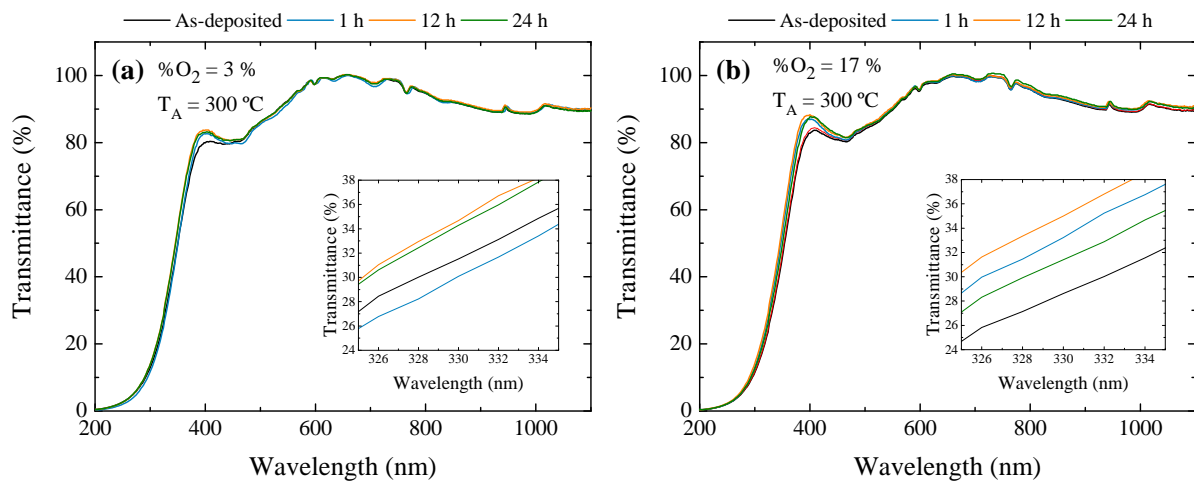 As-deposited 1 h 12 h 24 h
(a) %O2 = 3 %
TA = 300 ºC
Transmittance (%)
100
80
60
40
20
0
200 400 600 800 1000
Wavelength (nm)
Transmittance (%)
38
36
34
32
30
28
26
24
326 328 330 332 334
Wavelength (nm)
As-deposited 1 h 12 h 24 h
(b) %O2 = 17 %
TA = 300 ºC
Transmittance (%)
100
80
60
40
20
0
200 400 600 800 1000
Wavelength (nm)
Transmittance (%)
38
36
34
32
30
28
26
24
326 328 330 332 334
Wavelength (nm)